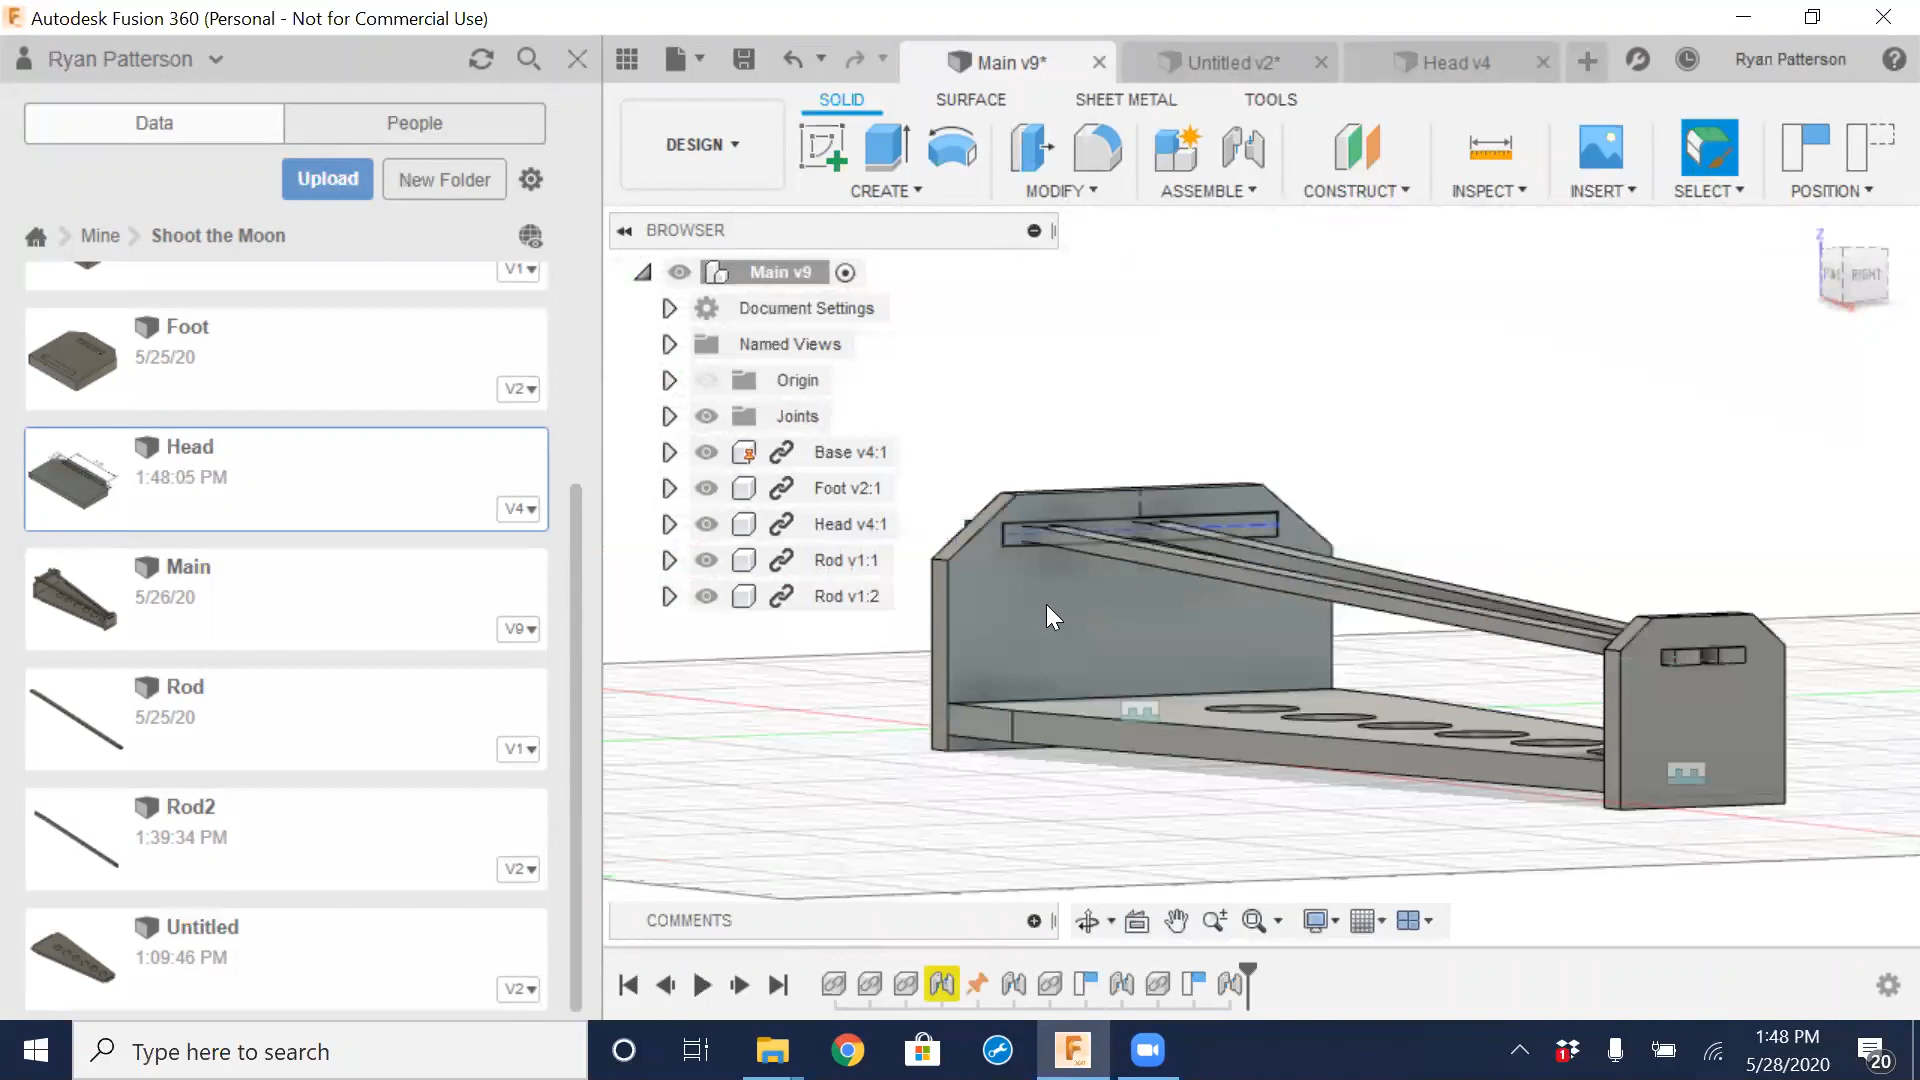 Autodesk Fusion 360 (Personal - Not for Commercial Use)
Ryan Patterson
Main v9*
Untitled v2*
Head v4
Ryan Patterson
Data
People
SOLID
SURFACE
SHEET METAL
TOOLS
DESIGN
Upload
New Folder
CREATE
MODIFY
ASSEMBLE
CONSTRUCT
INSPECT
INSERT
SELECT
POSITION
Mine
Shoot the Moon
BROWSER
V1
Main v9
Document Settings
Named Views
Origin
Joints
Base v4:1
Foot v2:1
Head v4:1
Rod v1:1
Rod v1:2
Z
RIGHT
X
Foot
5/25/20
V2
Head
1:48:05 PM
V4
Main
5/26/20
V9
Rod
5/25/20
V1
Rod2
1:39:34 PM
V2
Untitled
1:09:46 PM
V2
COMMENTS
Type here to search
F
360
1
1:48 PM
5/28/2020
20